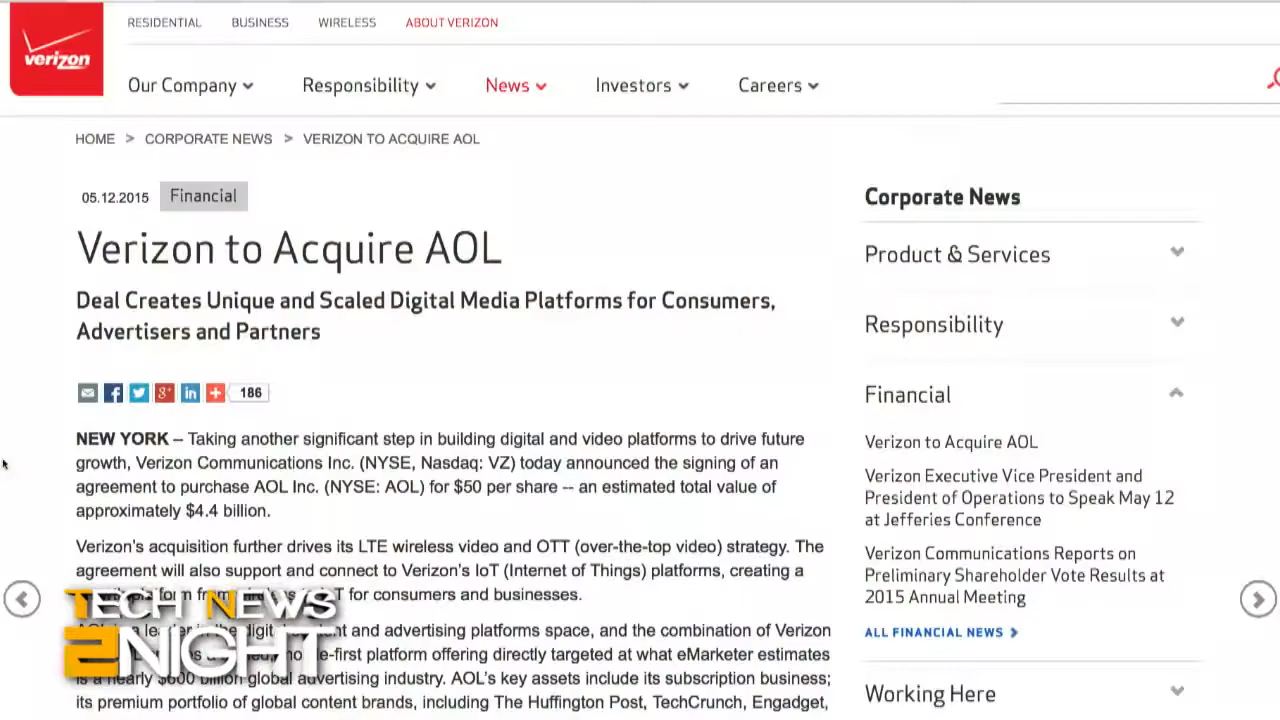 verizon
RESIDENTIAL BUSINESS WIRELESS ABOUT VERIZON
Our Company Responsibility News Investors Careers
HOME > CORPORATE NEWS > VERIZON TO ACQUIRE AOL
05.12.2015 Financial
Verizon to Acquire AOL
Deal Creates Unique and Scaled Digital Media Platforms for Consumers,
Advertisers and Partners
186
NEW YORK – Taking another significant step in building digital and video platforms to drive future
growth, Verizon Communications Inc. (NYSE, Nasdaq: VZ) today announced the signing of an
agreement to purchase AOL Inc. (NYSE: AOL) for $50 per share -- an estimated total value of
approximately $4.4 billion.
Verizon's acquisition further drives its LTE wireless video and OTT (over-the-top video) strategy. The
agreement will also support and connect to Verizon's IoT (Internet of Things) platforms, creating a
for consumers and businesses.
and advertising platforms space, and the combination of Verizon
-first platform offering directly targeted at what eMarketer estimates
is a nearly $600 billion global advertising industry. AOL's key assets include its subscription business;
its premium portfolio of global content brands, including The Huffington Post, TechCrunch, Engadget,
TECH NEWS
2NIGHT
Corporate News
Product & Services
Responsibility
Financial
Verizon to Acquire AOL
Verizon Executive Vice President and
President of Operations to Speak May 12
at Jefferies Conference
Verizon Communications Reports on
Preliminary Shareholder Vote Results at
2015 Annual Meeting
ALL FINANCIAL NEWS
Working Here